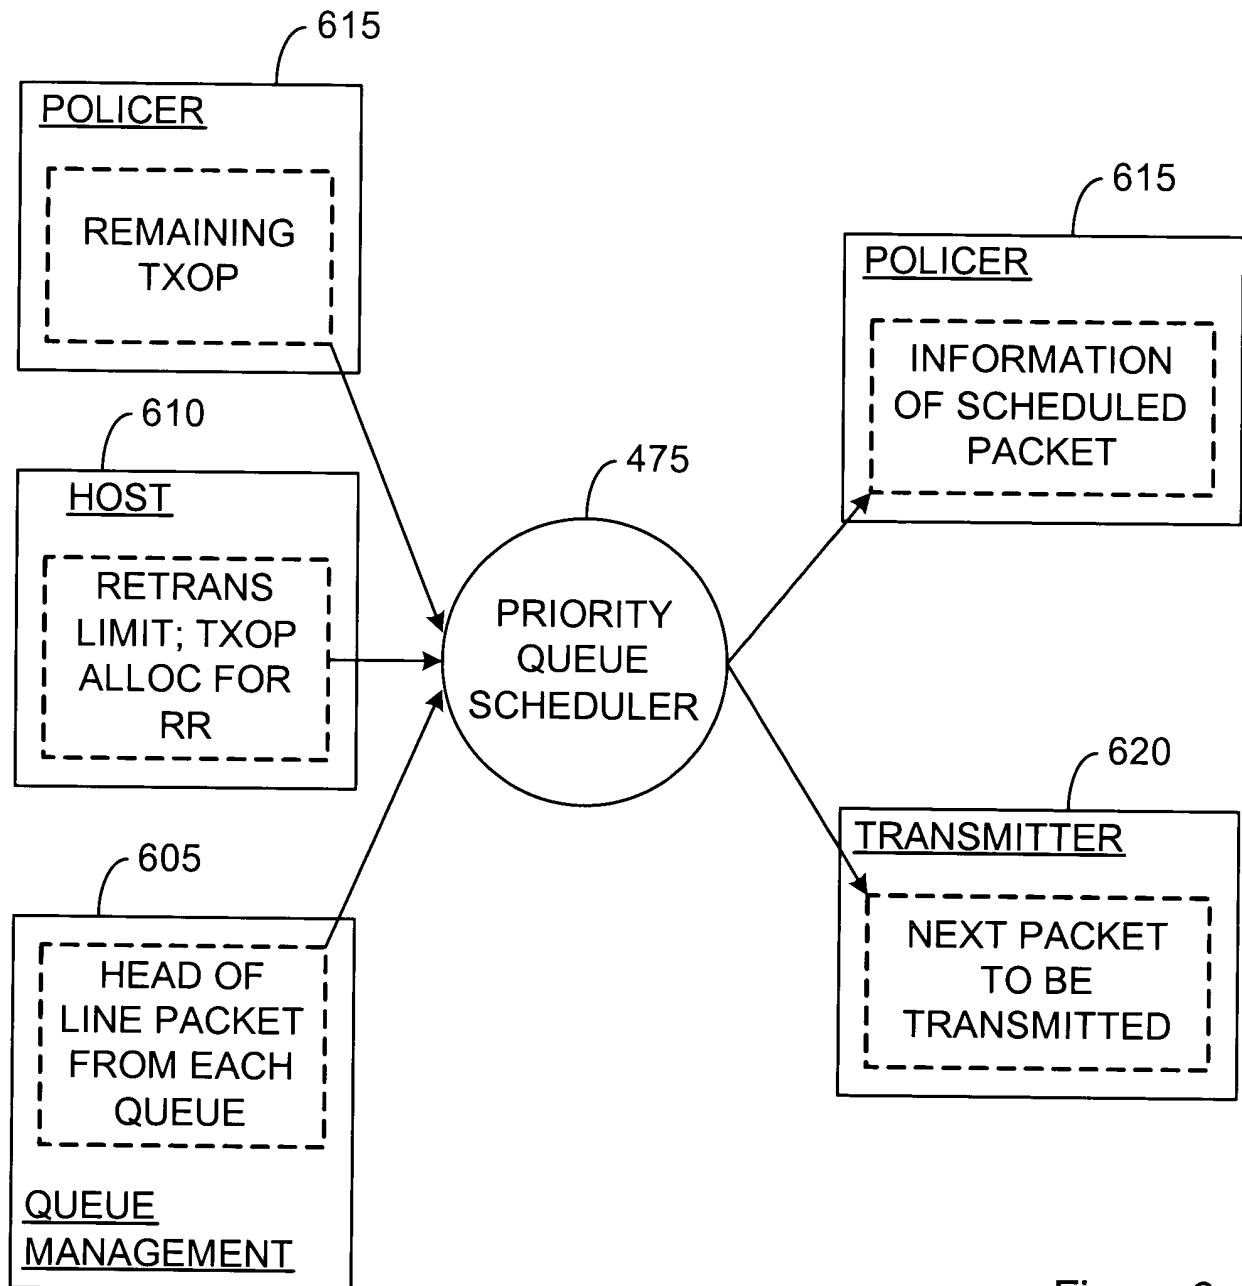 615
POLICER
REMAINING
TXOP
610
HOST
RETRANS
LIMIT; TXOP
ALLOC FOR
RR
605
HEAD OF
LINE PACKET
FROM EACH
QUEUE
QUEUE
MANAGEMENT
475
PRIORITY
QUEUE
SCHEDULER
615
POLICER
INFORMATION
OF SCHEDULED
PACKET
620
TRANSMITTER
NEXT PACKET
TO BE
TRANSMITTED